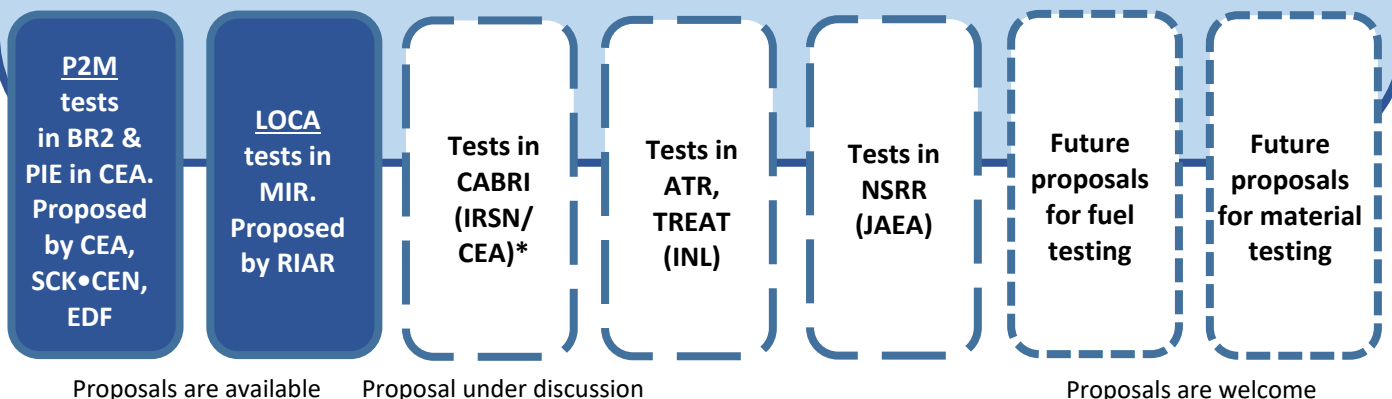 P2M
tests
in BR2 &
PIE in CEA.
Proposed
by CEA,
SCK•CEN,
EDF
LOCA
tests in
MIR.
Proposed
by RIAR
Tests in
CABRI
(IRSN/
CEA)*
Tests in
ATR,
TREAT
(INL)
Tests in
NSRR
(JAEA)
Future
proposals
for fuel
testing
Future
proposals
for material
testing
Proposals are available
Proposal under discussion
Proposals are welcome